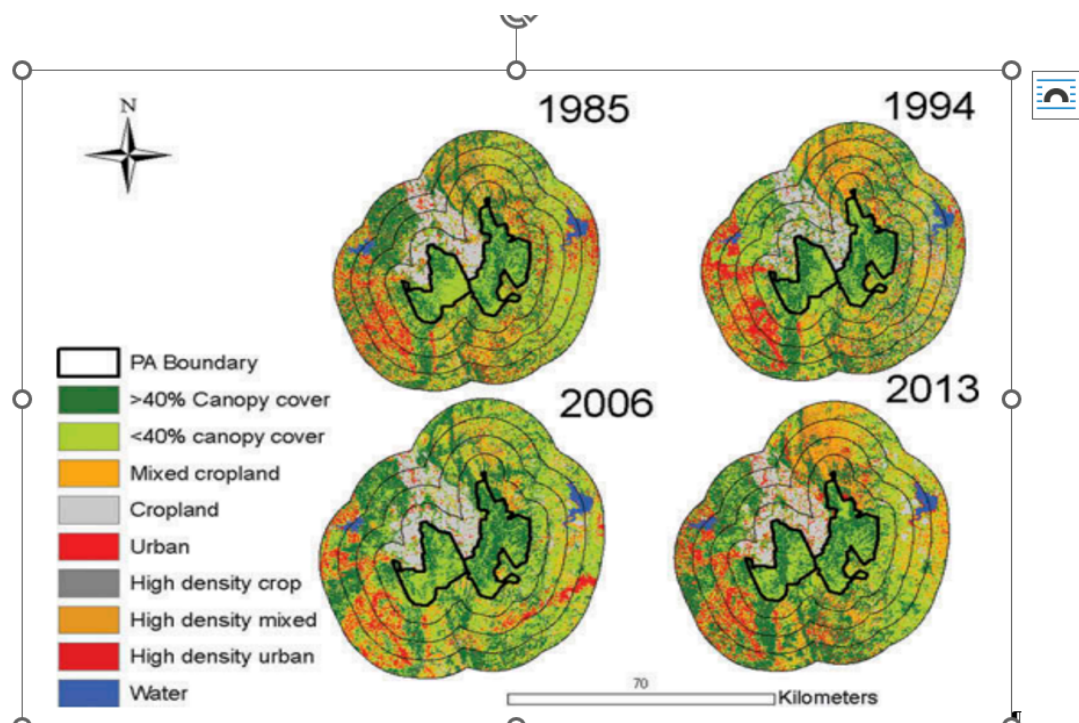 N
1985
1994
PA Boundary
>40% Canopy cover
<40% canopy cover
Mixed cropland
Cropland
Urban
High density crop
High density mixed
High density urban
Water
2006
2013
70
Kilometers